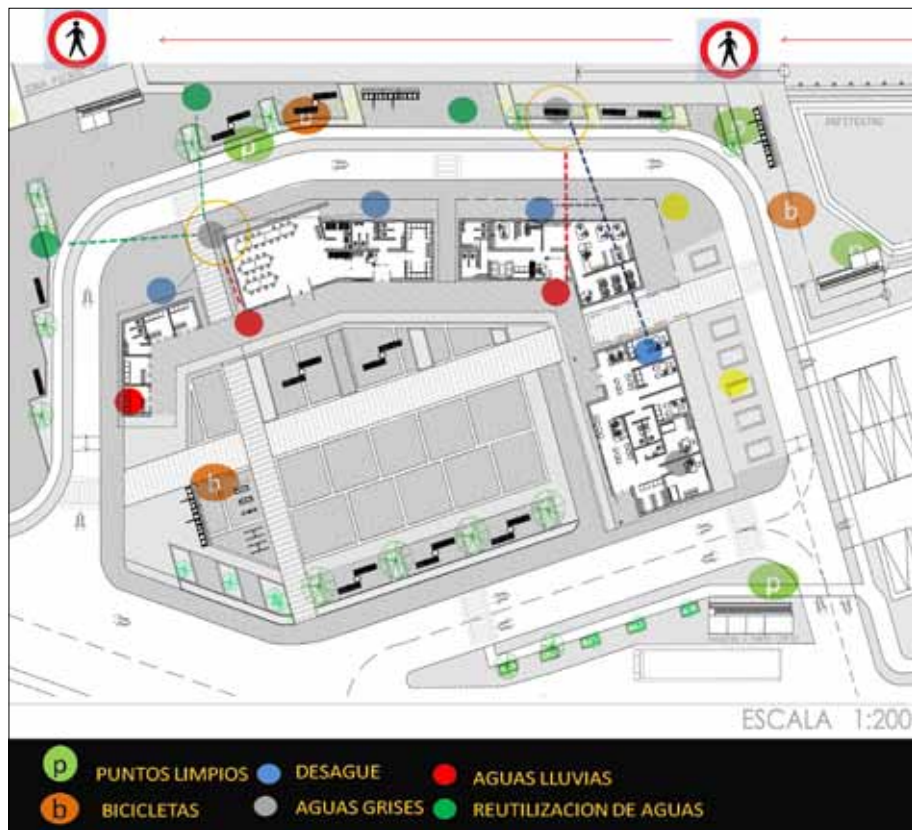 p
b
p
b
p
b
p
ESCALA 1:200
p PUNTOS LIMPIOS
DESAGUE
AGUAS LLUVIAS
b BICICLETAS
AGUAS GRISES
REUTILIZACION DE AGUAS